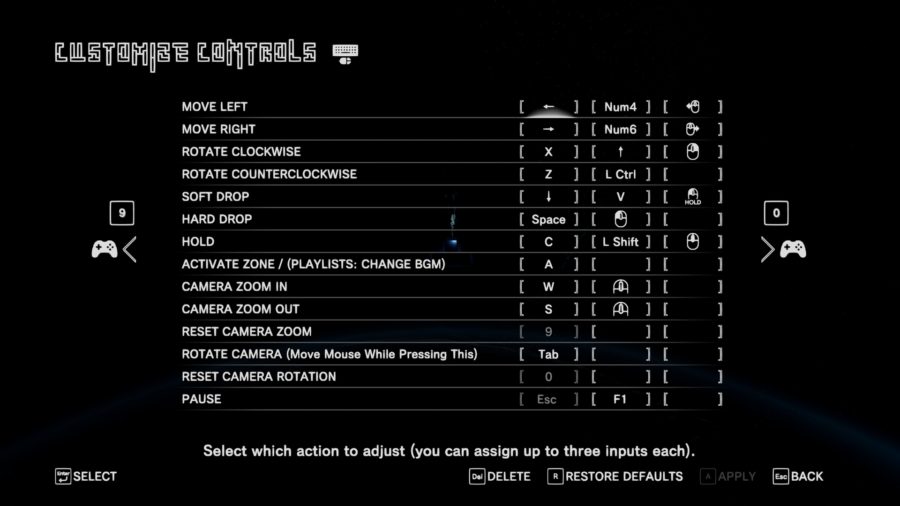 CUSTOMIZE CONTROLS
MOVE LEFT [ ← ] [ Num4 ] [ ]
MOVE RIGHT [ → ] [ Num6 ] [ ]
ROTATE CLOCKWISE [ X ] [ ↑ ] [ ]
ROTATE COUNTERCLOCKWISE [ Z ] [ L Ctrl ] [ ]
SOFT DROP [ ↓ ] [ V ] [ HOLD ]
HARD DROP [ Space ] [ ] [ ]
HOLD [ C ] [ L Shift ] [ ]
ACTIVATE ZONE / (PLAYLISTS: CHANGE BGM) [ A ] [ ] [ ]
CAMERA ZOOM IN [ W ] [ ] [ ]
CAMERA ZOOM OUT [ S ] [ ] [ ]
RESET CAMERA ZOOM [ 9 ] [ ] [ ]
ROTATE CAMERA (Move Mouse While Pressing This) [ Tab ] [ ] [ ]
RESET CAMERA ROTATION [ 0 ] [ ] [ ]
PAUSE [ Esc ] [ F1 ] [ ]
9
0
Select which action to adjust (you can assign up to three inputs each).
Enter SELECT Del DELETE R RESTORE DEFAULTS A APPLY Esc BACK